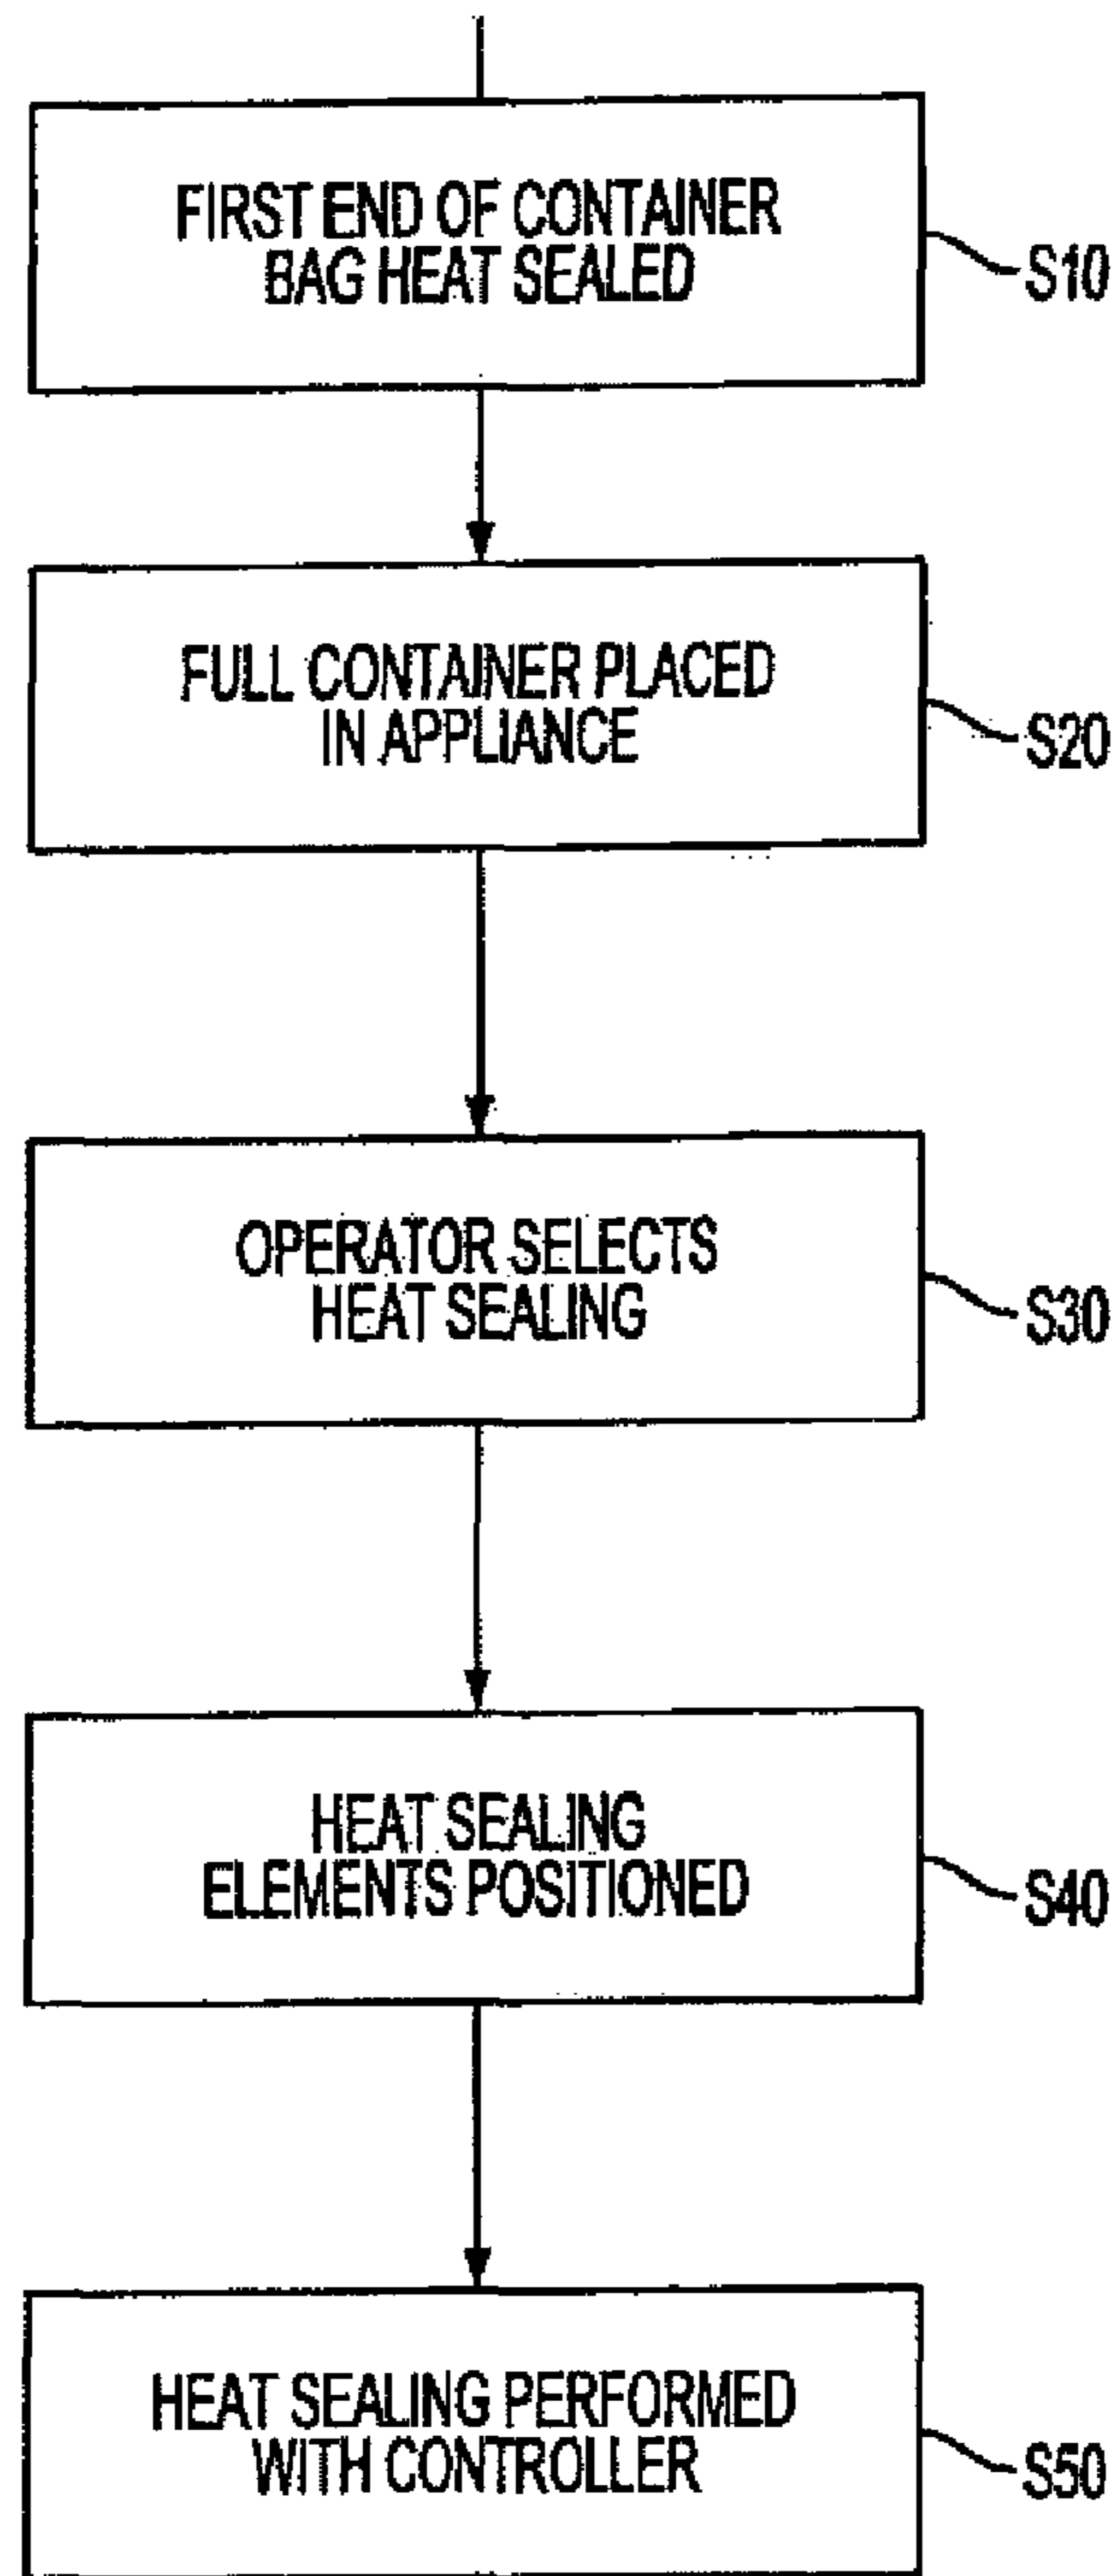 FIRST END OF CONTAINER
BAG HEAT SEALED
S10
FULL CONTAINER PLACED
IN APPLIANCE
S20
OPERATOR SELECTS
HEAT SEALING
S30
HEAT SEALING
ELEMENTS POSITIONED
S40
HEAT SEALING PERFORMED
WITH CONTROLLER
S50